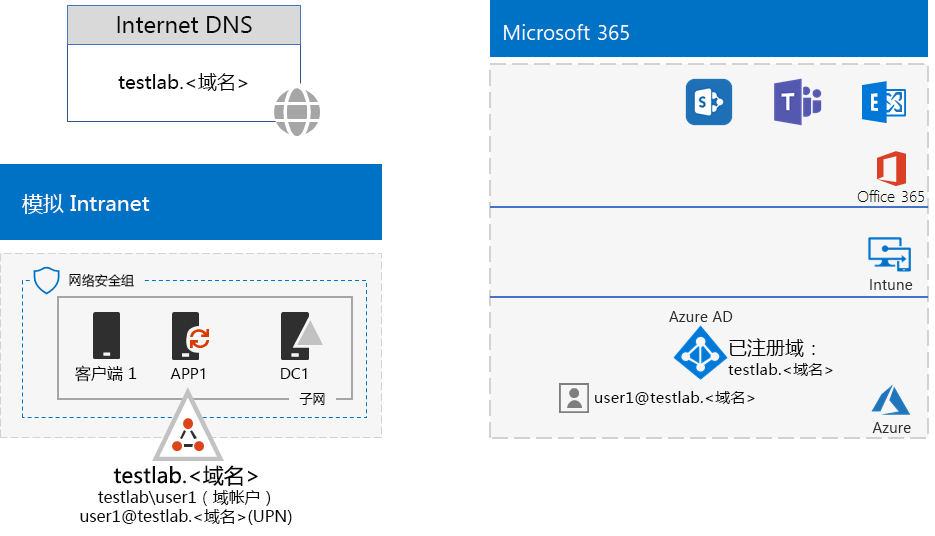 Internet DNS
testlab.<域名>
模拟 Intranet
网络安全组
客户端 1
APP1
DC1
子网
testlab.<域名>
testlab\user1（域帐户）
user1@testlab.<域名>(UPN)
Microsoft 365
S
T
E
Office 365
Intune
Azure AD
已注册域：
testlab.<域名>
user1@testlab.<域名>
Azure